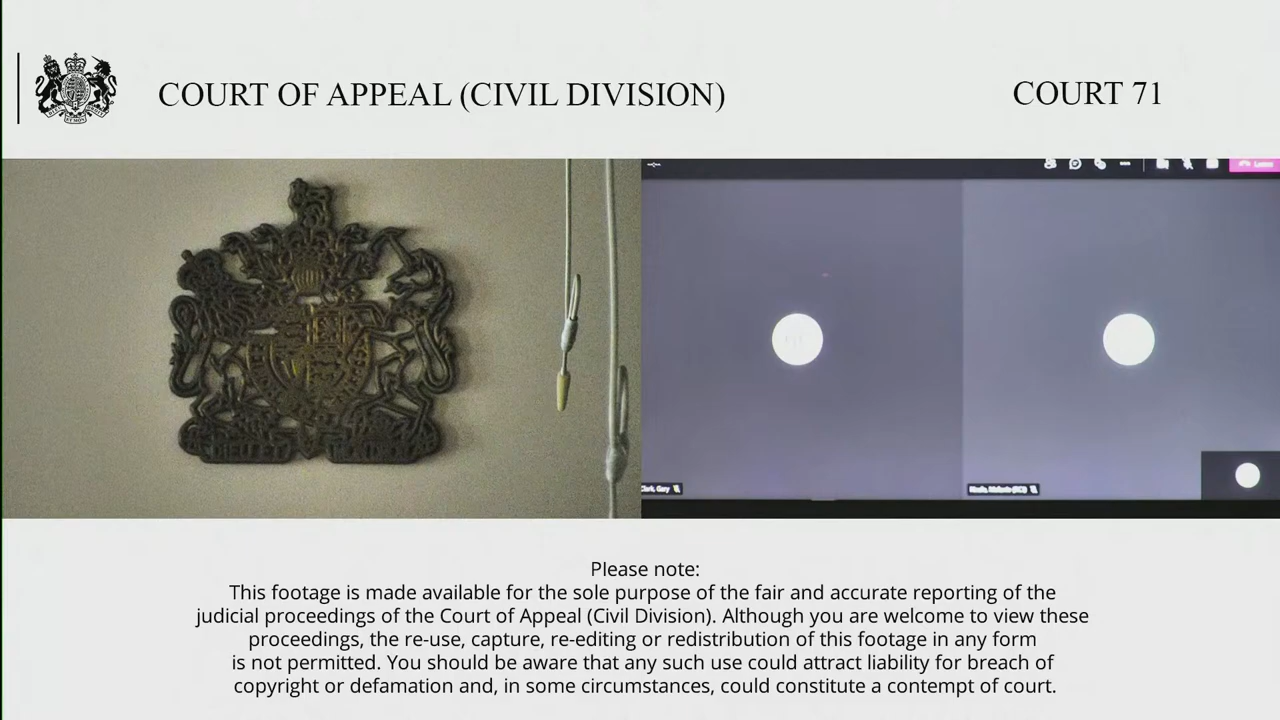 COURT OF APPEAL (CIVIL DIVISION)
COURT 71
Leave
Clark, Gary
Please note:
This footage is made available for the sole purpose of the fair and accurate reporting of the
judicial proceedings of the Court of Appeal (Civil Division). Although you are welcome to view these
proceedings, the re-use, capture, re-editing or redistribution of this footage in any form
is not permitted. You should be aware that any such use could attract liability for breach of
copyright or defamation and, in some circumstances, could constitute a contempt of court.